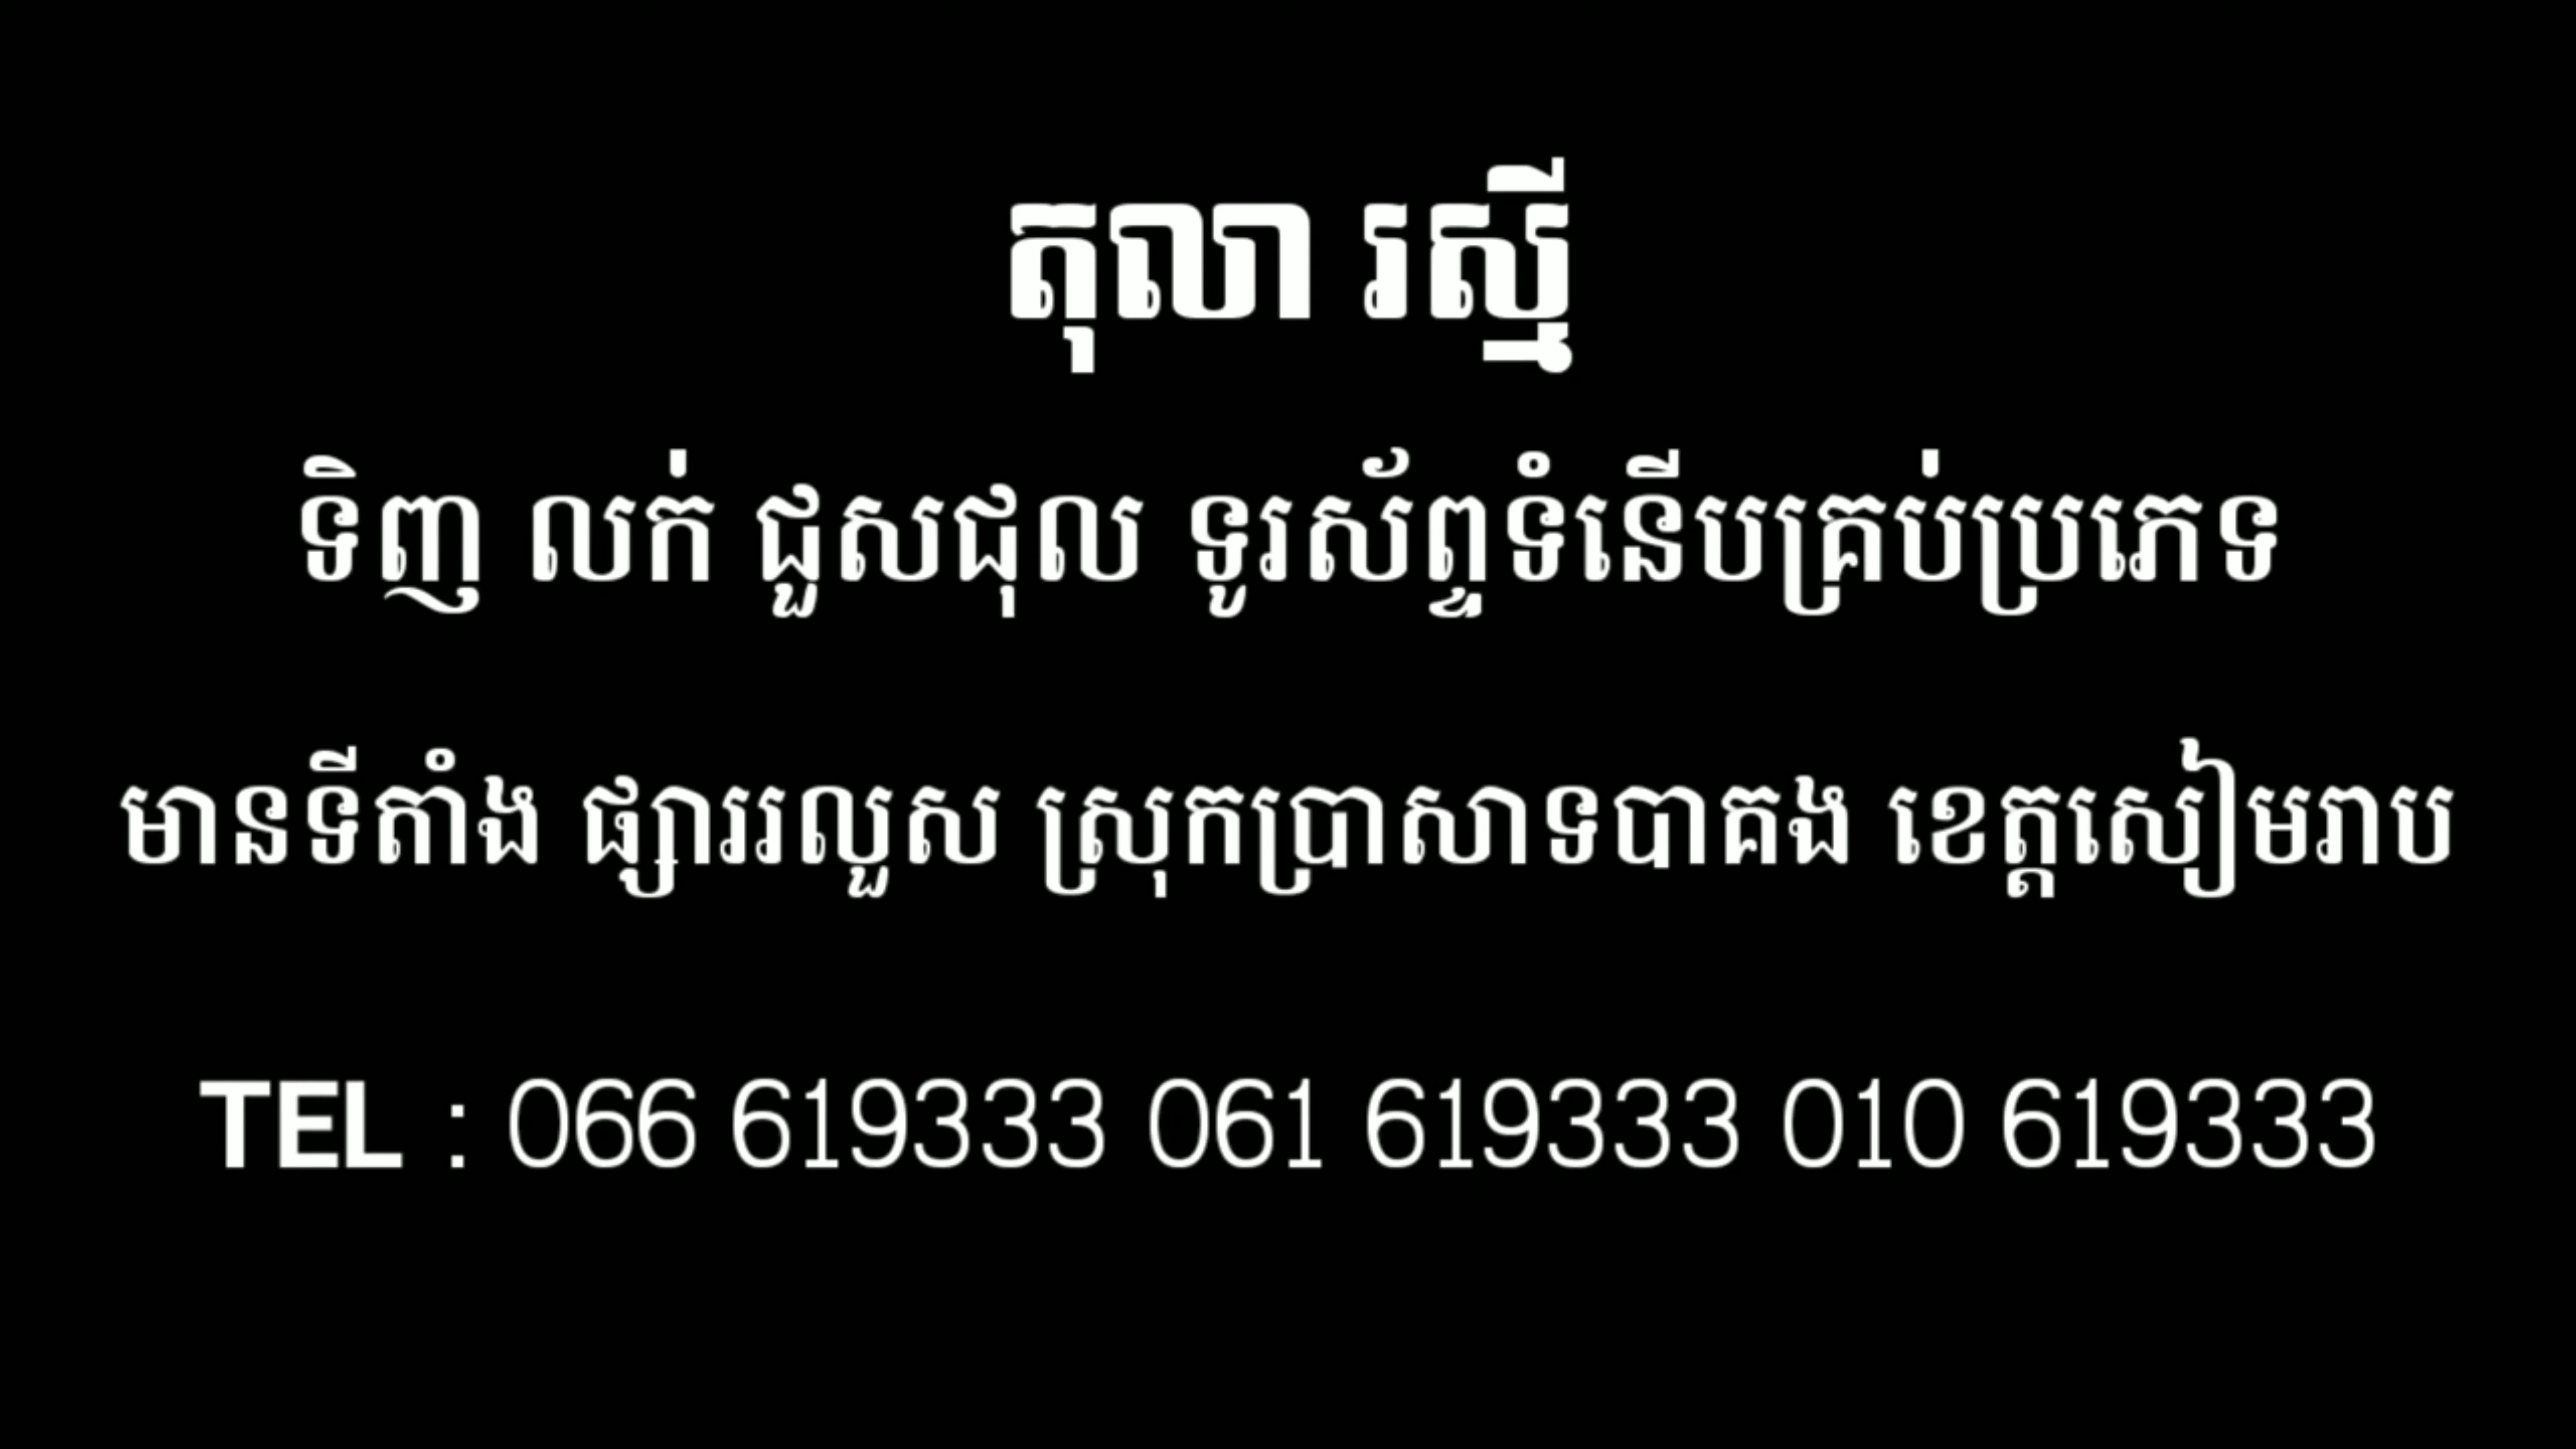 តុលា រស្មី
ទិញ លក់ ជួសជុល ទូរស័ព្ទទំនើបគ្រប់ប្រភេទ
មានទីតាំង ផ្សាររលួស ស្រុកប្រាសាទបាគង ខេត្តសៀមរាប
TEL : 066 619333 061 619333 010 619333